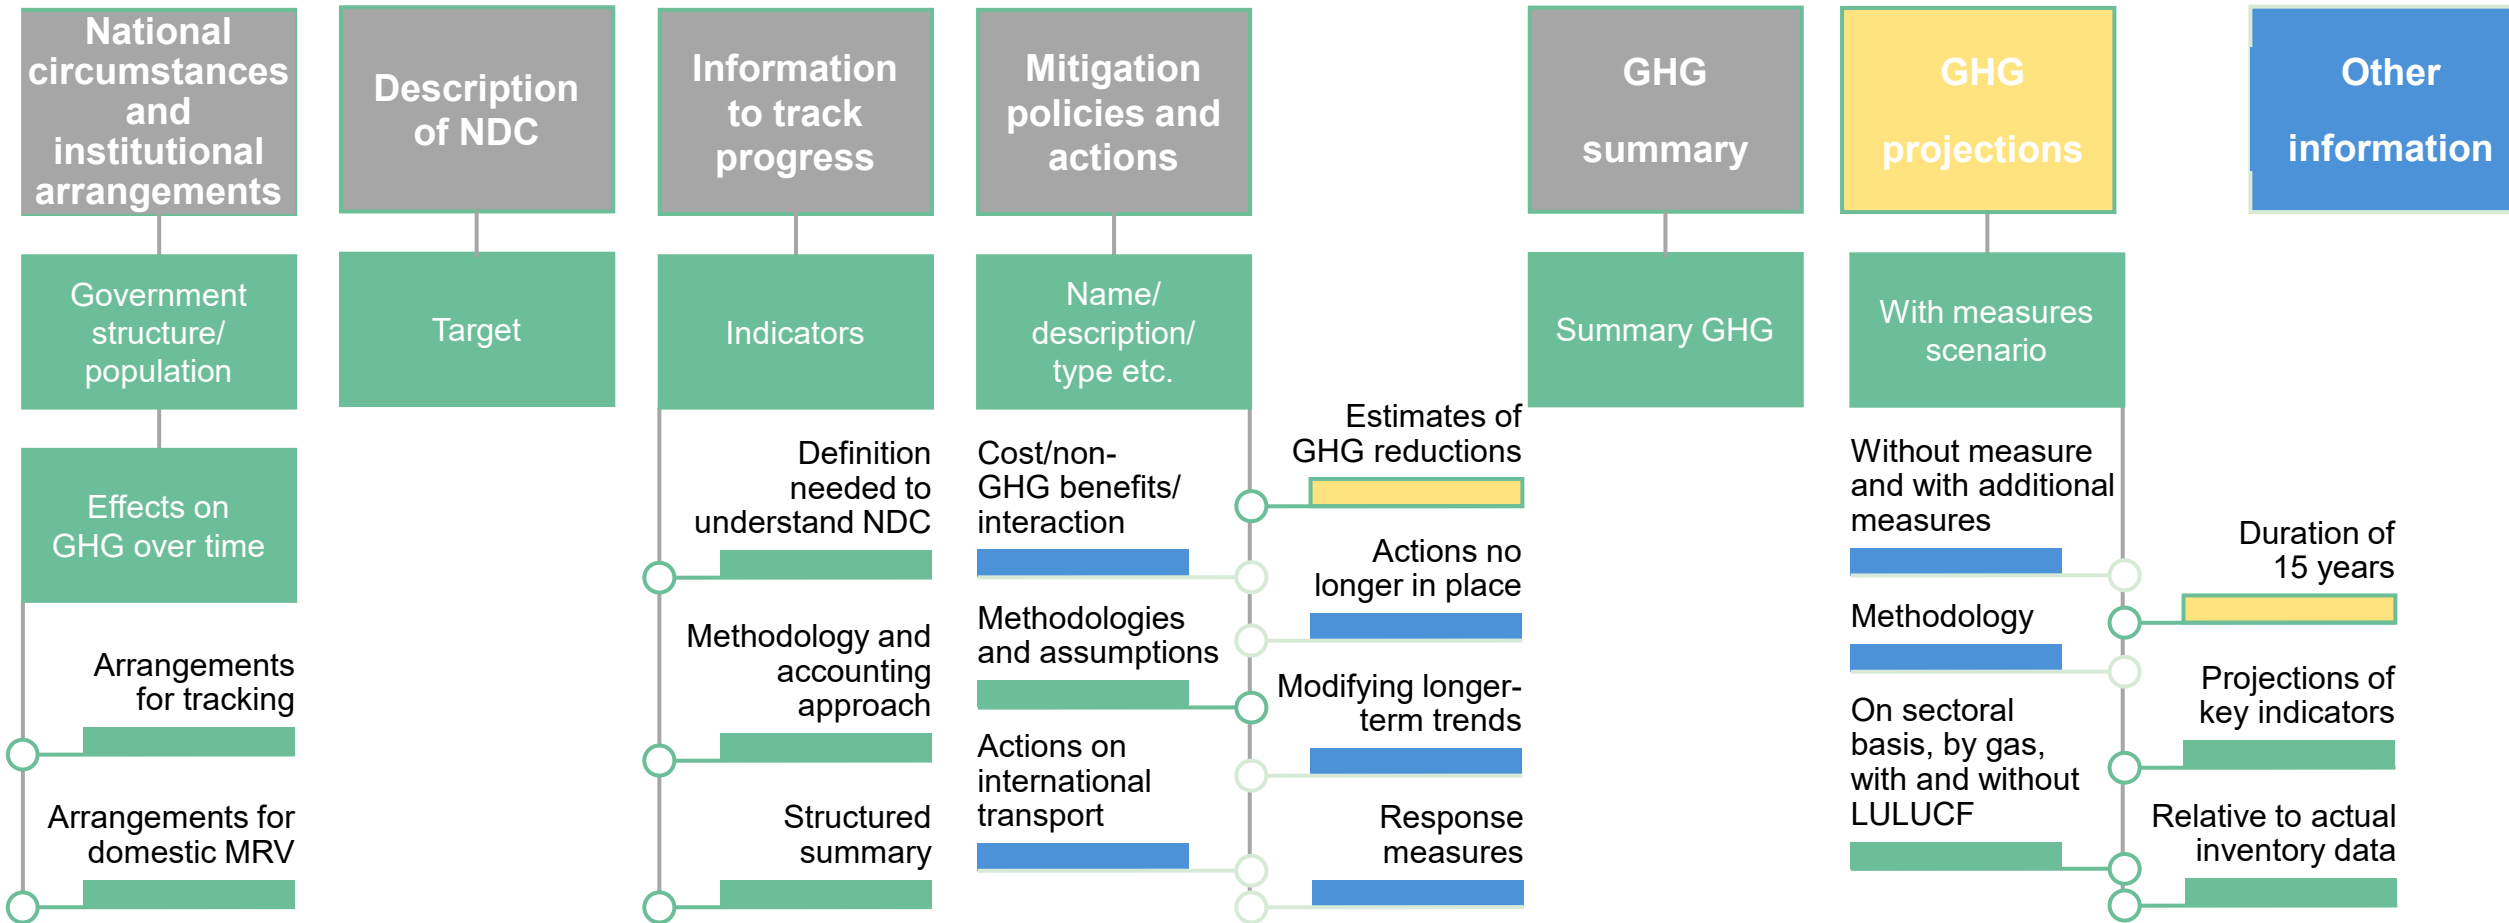 National
circumstances
and
institutional
arrangements
Government
structure/
population
Effects on
GHG over time
Arrangements
for tracking
Arrangements for
domestic MRV
Description
of NDC
Target
Information
to track
progress
Indicators
Definition
needed to
understand NDC
Methodology and
accounting
approach
Structured
summary
Mitigation
policies and
actions
Name/
description/
type etc.
Cost/non-
GHG benefits/
interaction
Methodologies
and assumptions
Actions on
international
transport
Estimates of
GHG reductions
Actions no
longer in place
Modifying longer-
term trends
Response
measures
GHG
summary
Summary GHG
GHG
projections
With measures
scenario
Without measure
and with additional
measures
Methodology
On sectoral
basis, by gas,
with and without
LULUCF
Duration of
15 years
Projections of
key indicators
Relative to actual
inventory data
Other
information